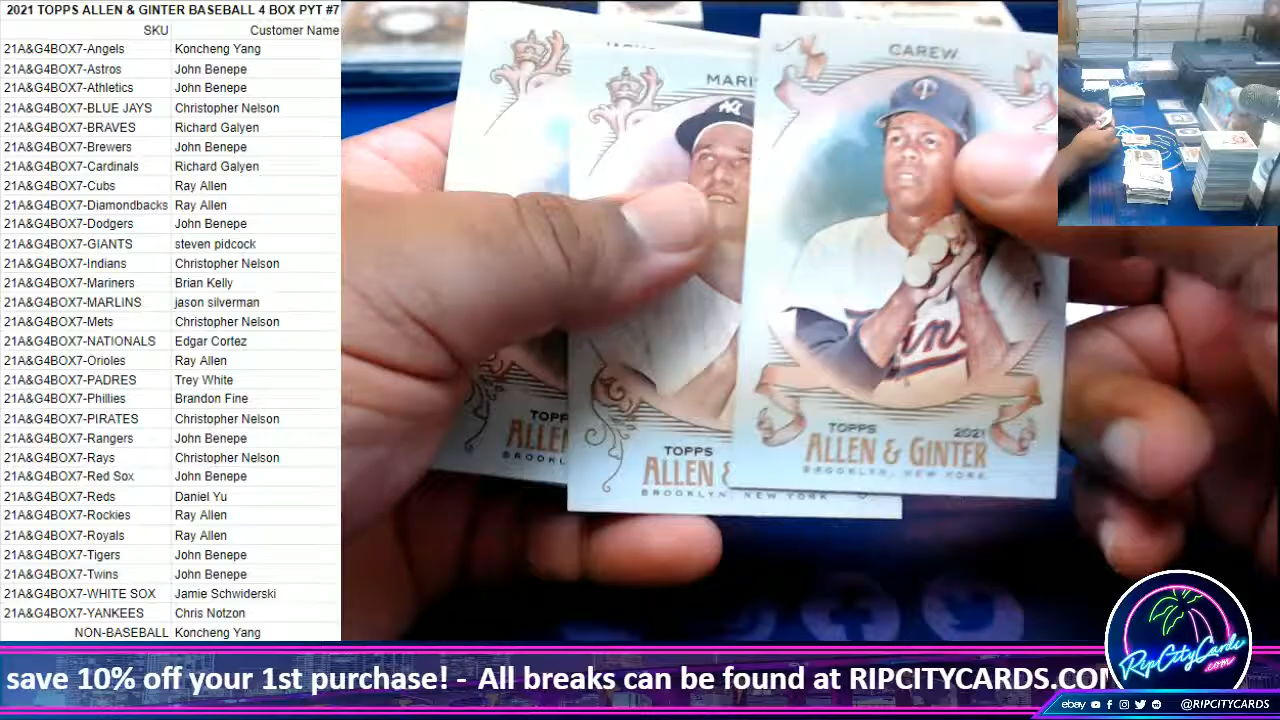 2021 TOPPS ALLEN & GINTER BASEBALL 4 BOX PYT #7
SKU Customer Name
21A&G4BOX7-Angels Koncheng Yang
21A&G4BOX7-Astros John Benepe
21A&G4BOX7-Athletics John Benepe
21A&G4BOX7-BLUE JAYS Christopher Nelson
21A&G4BOX7-BRAVES Richard Galyen
21A&G4BOX7-Brewers John Benepe
21A&G4BOX7-Cardinals Richard Galyen
21A&G4BOX7-Cubs Ray Allen
21A&G4BOX7-Diamondbacks Ray Allen
21A&G4BOX7-Dodgers John Benepe
21A&G4BOX7-GIANTS steven pidcock
21A&G4BOX7-Indians Christopher Nelson
21A&G4BOX7-Mariners Brian Kelly
21A&G4BOX7-MARLINS jason silverman
21A&G4BOX7-Mets Christopher Nelson
21A&G4BOX7-NATIONALS Edgar Cortez
21A&G4BOX7-Orioles Ray Allen
21A&G4BOX7-PADRES Trey White
21A&G4BOX7-Phillies Brandon Fine
21A&G4BOX7-PIRATES Christopher Nelson
21A&G4BOX7-Rangers John Benepe
21A&G4BOX7-Rays Christopher Nelson
21A&G4BOX7-Red Sox John Benepe
21A&G4BOX7-Reds Daniel Yu
21A&G4BOX7-Rockies Ray Allen
21A&G4BOX7-Royals Ray Allen
21A&G4BOX7-Tigers John Benepe
21A&G4BOX7-Twins John Benepe
21A&G4BOX7-WHITE SOX Jamie Schwiderski
21A&G4BOX7-YANKEES Chris Notzon
NON-BASEBALL Koncheng Yang
CAREW
TOPPS 2021
ALLEN & GINTER
BROOKLYN, NEW YORK
MARI
TOPPS
ALLEN &
BROOKLYN, NEW YORK
TOPP
ALLEN
BROOK
save 10% off your 1st purchase! - All breaks can be found at RIPCITYCARDS.CO
RipCityCards
.com
ebay @RIPCITYCARDS